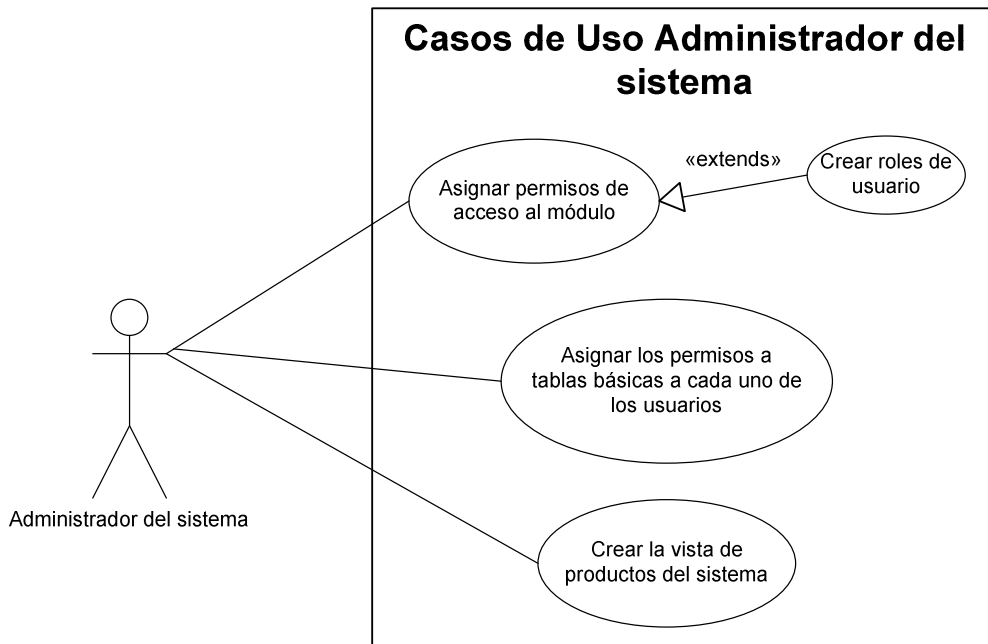 Casos de Uso Administrador del
sistema
«extends»
Crear roles de
usuario
Asignar permisos de
acceso al módulo
Asignar los permisos a
tablas básicas a cada uno de
los usuarios
Administrador del sistema
Crear la vista de
productos del sistema